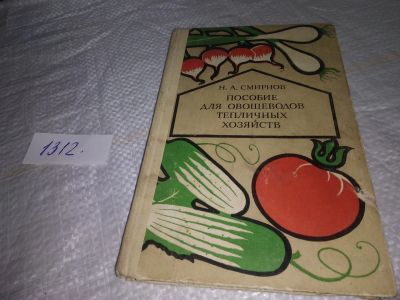 Н. А. СМИРНОВ
ПОСОБИЕ
ДЛЯ ОВОЩЕВОДОВ
ТЕПЛИЧНЫХ
ХОЗЯЙСТВ
1312.